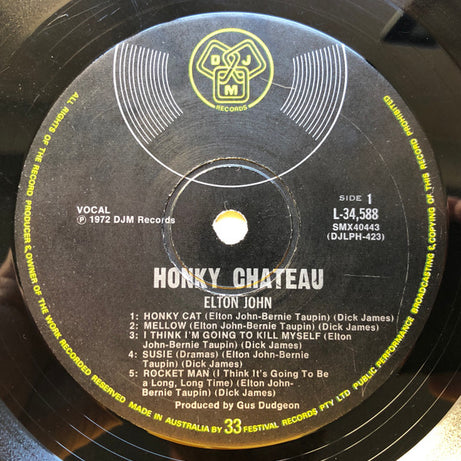 D J M
RECORDS
VOCAL
℗ 1972 DJM Records
SIDE 1
L-34,588
SMX40443
(DJLPH-423)
HONKY CHATEAU
ELTON JOHN
1: HONKY CAT (Elton John-Bernie Taupin) (Dick James)
2: MELLOW (Elton John-Bernie Taupin) (Dick James)
3: I THINK I'M GOING TO KILL MYSELF (Elton
John-Bernie Taupin) (Dick James)
4: SUSIE (Dramas) (Elton John-Bernie Taupin)
(Dick James)
5: ROCKET MAN (I Think It's Going To Be
a Long, Long Time) (Elton John-
Bernie Taupin) (Dick James)
Produced by Gus Dudgeon
ALL RIGHTS OF THE RECORD PRODUCER & OWNER OF THE WORK RECORDED RESERVED MADE IN AUSTRALIA BY 33 FESTIVAL RECORDS PTY LTD PUBLIC PERFORMANCE BROADCASTING & COPYING OF THIS RECORD PROHIBITED